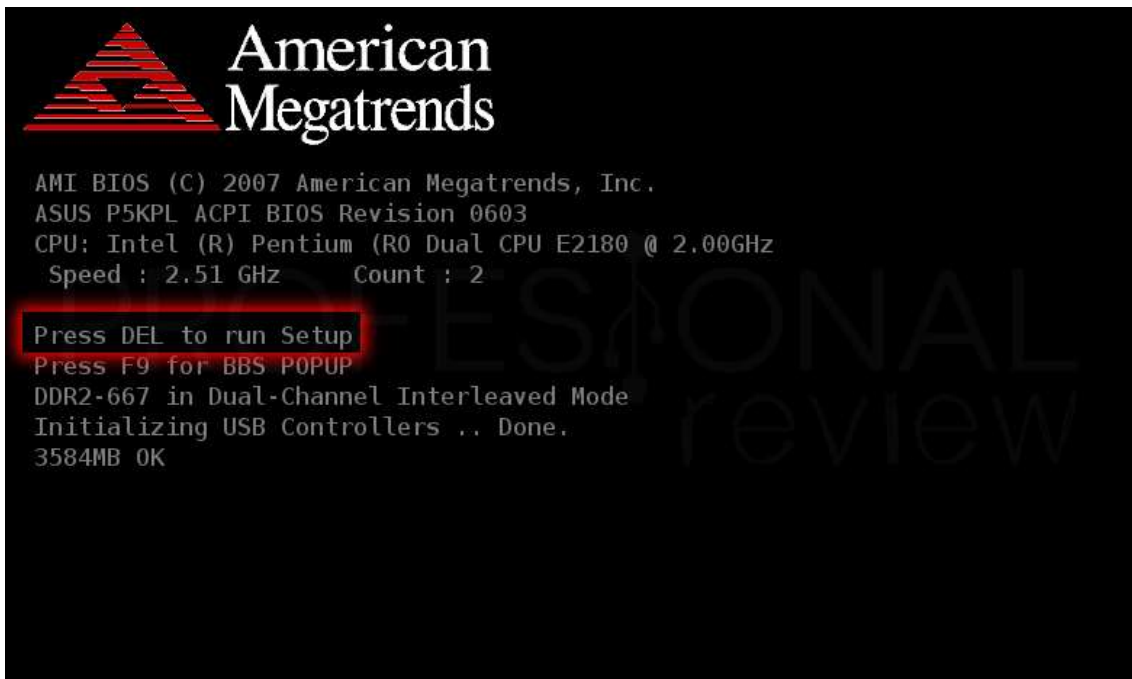 American
Megatrends
AMI BIOS (C) 2007 American Megatrends, Inc.
ASUS P5KPL ACPI BIOS Revision 0603
CPU: Intel (R) Pentium (RO Dual CPU E2180 @ 2.00GHz
Speed : 2.51 GHz Count : 2
Press DEL to run Setup
Press F9 for BBS POPUP
DDR2-667 in Dual-Channel Interleaved Mode
Initializing USB Controllers .. Done.
3584MB OK
PROFESIONAL
review